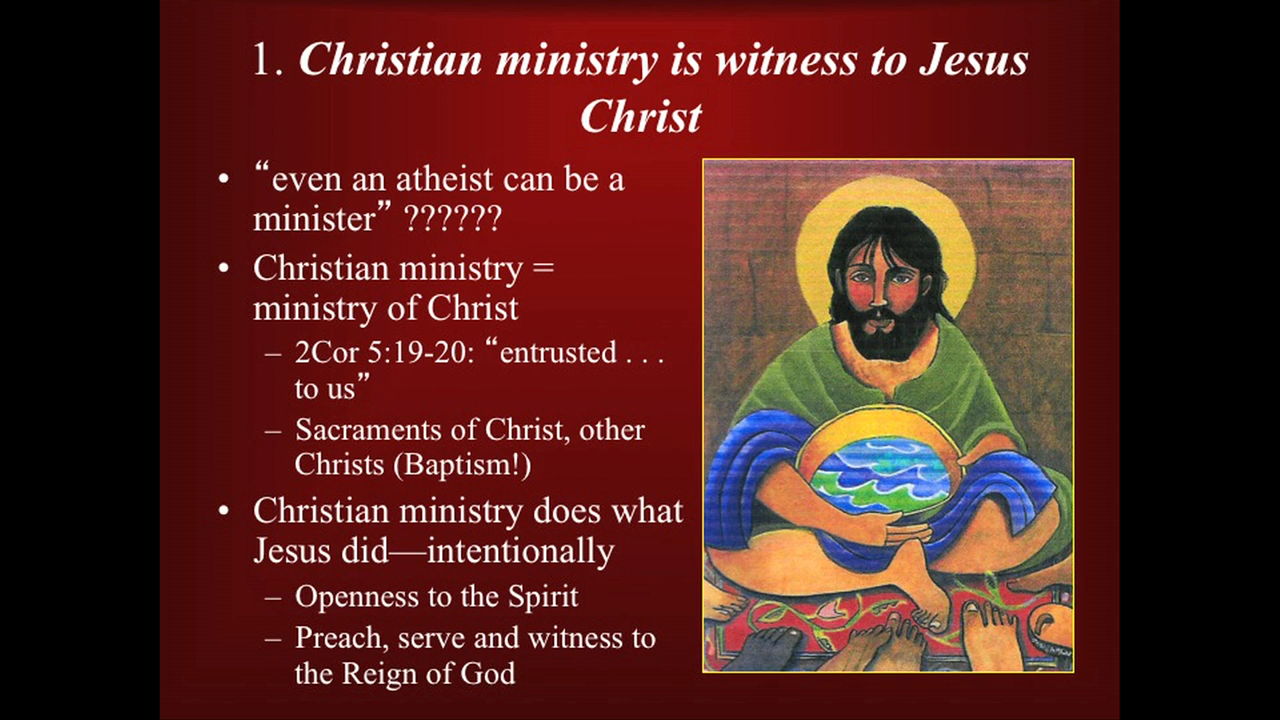 1. Christian ministry is witness to Jesus
Christ
• “even an atheist can be a
minister” ??????
• Christian ministry =
ministry of Christ
– 2Cor 5:19-20: “entrusted . . .
to us”
– Sacraments of Christ, other
Christs (Baptism!)
• Christian ministry does what
Jesus did—intentionally
– Openness to the Spirit
– Preach, serve and witness to
the Reign of God